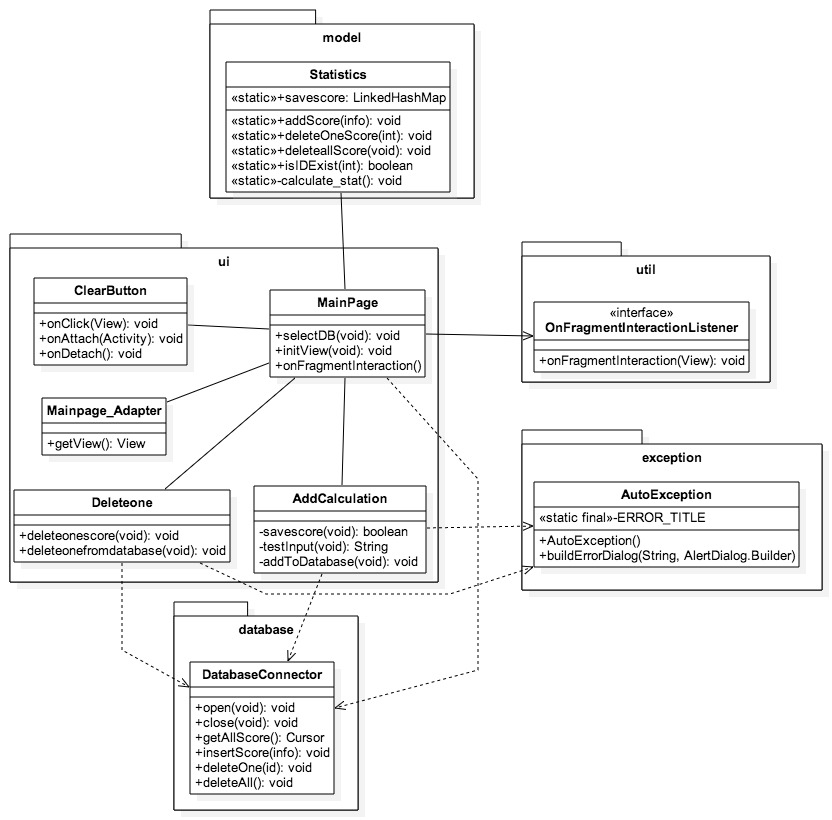 model
Statistics
«static»+savescore: LinkedHashMap
«static»+addScore(info): void
«static»+deleteOneScore(int): void
«static»+deleteallScore(void): void
«static»+isIDExist(int): boolean
«static»-calculate_stat(): void
ui
ClearButton
+onClick(View): void
+onAttach(Activity): void
+onDetach(): void
MainPage
+selectDB(void): void
+initView(void): void
+onFragmentInteraction()
Mainpage_Adapter
+getView(): View
Deleteone
+deleteonescore(void): void
+deleteonefromdatabase(void): void
AddCalculation
-savescore(void): boolean
-testInput(void): String
-addToDatabase(void): void
util
«interface»
OnFragmentInteractionListener
+onFragmentInteraction(View): void
exception
AutoException
«static final»-ERROR_TITLE
+AutoException()
+buildErrorDialog(String, AlertDialog.Builder)
database
DatabaseConnector
+open(void): void
+close(void): void
+getAllScore(): Cursor
+insertScore(info): void
+deleteOne(id): void
+deleteAll(): void